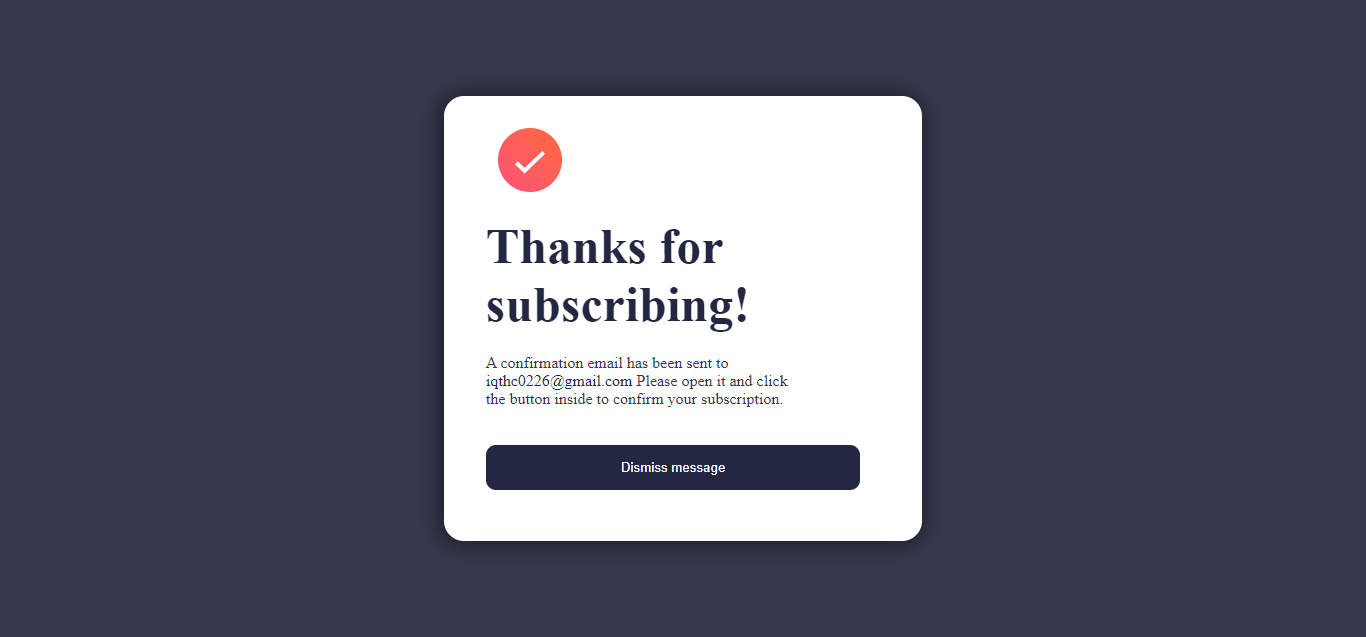 Thanks for
subscribing!
A confirmation email has been sent to
iqthc0226@gmail.com Please open it and click
the button inside to confirm your subscription.
Dismiss message